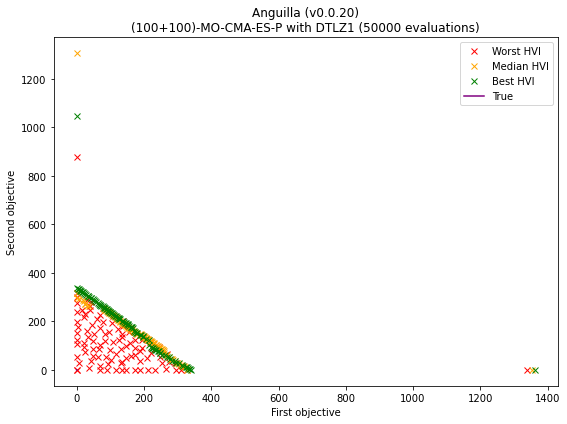 Anguilla (v0.0.20)
(100+100)-MO-CMA-ES-P with DTLZ1 (50000 evaluations)
Worst HVI
Median HVI
Best HVI
True
Second objective
1200
1000
800
600
400
200
0
0
200
400
600
800
1000
1200
1400
First objective